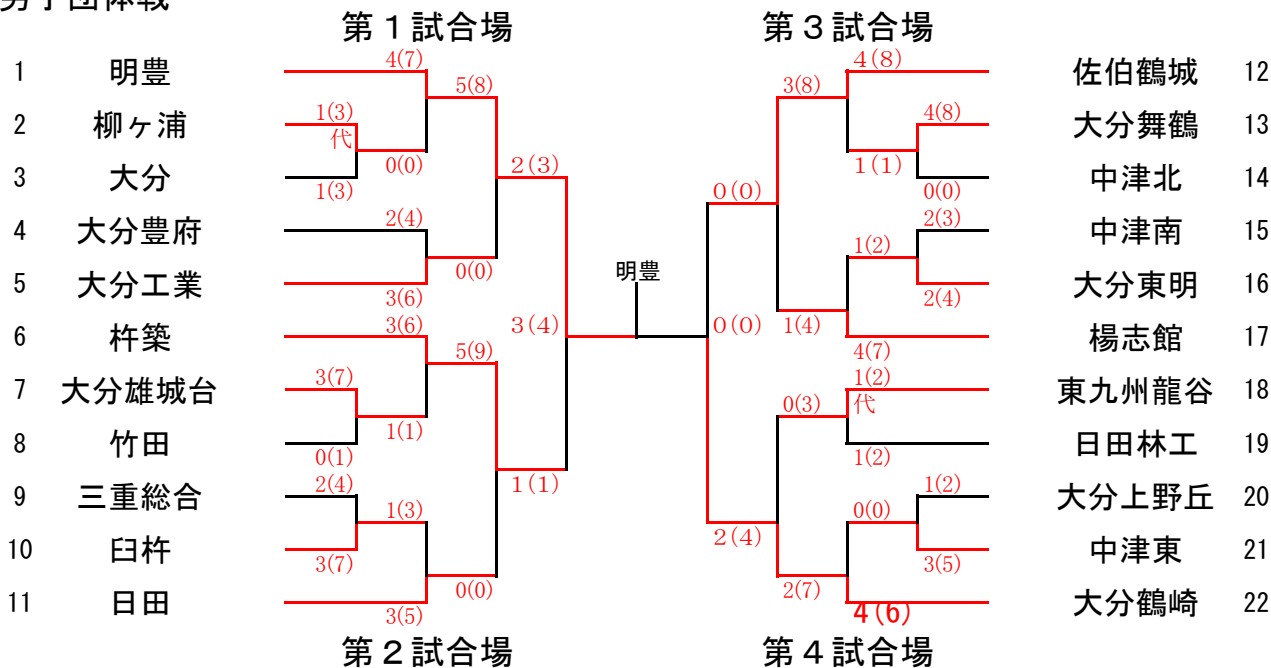 男子団体戦
第１試合場
第３試合場
1 明豊 4(7)
5(8)
2 柳ヶ浦 1(3)
代
0(0)
3 大分 1(3)
2(3)
4 大分豊府 2(4)
0(0)
5 大分工業 3(6)
6 杵築 3(6)
3(4)
5(9)
7 大分雄城台 3(7)
1(1)
8 竹田 0(1)
1(1)
9 三重総合 2(4)
1(3)
10 臼杵 3(7)
0(0)
11 日田 3(5)
明豊
4(8) 佐伯鶴城 12
3(8)
4(8) 大分舞鶴 13
1(1)
0(0) 中津北 14
0(0)
2(3) 中津南 15
1(2)
2(4) 大分東明 16
0(0)
1(4)
4(7) 楊志館 17
1(2) 東九州龍谷 18
0(3) 代
1(2) 日田林工 19
1(2) 大分上野丘 20
0(0)
2(4)
3(5) 中津東 21
2(7)
4(6) 大分鶴崎 22
第２試合場
第４試合場